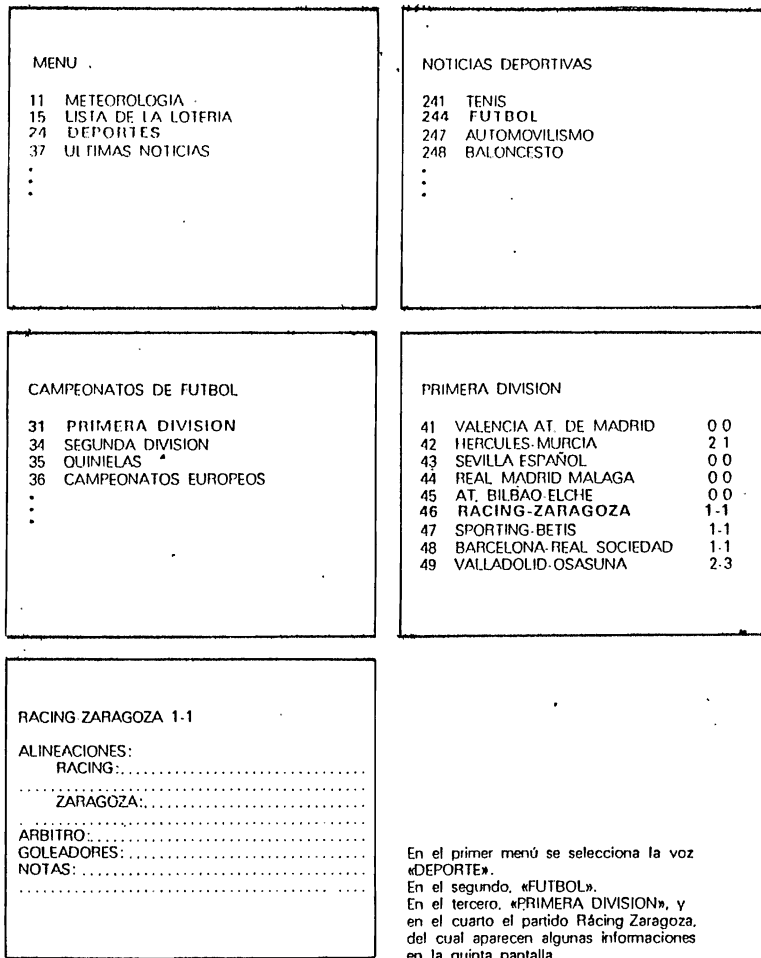 MENU
11 METEOROLOGIA
15 LISTA DE LA LOTERIA
24 DEPORTES
37 ULTIMAS NOTICIAS
NOTICIAS DEPORTIVAS
241 TENIS
244 FUTBOL
247 AUTOMOVILISMO
248 BALONCESTO
CAMPEONATOS DE FUTBOL
31 PRIMERA DIVISION
34 SEGUNDA DIVISION
35 QUINIELAS
36 CAMPEONATOS EUROPEOS
PRIMERA DIVISION
41 VALENCIA AT. DE MADRID 0 0
42 HERCULES-MURCIA 2 1
43 SEVILLA ESPAÑOL 0 0
44 REAL MADRID MALAGA 0 0
45 AT. BILBAO-ELCHE 0 0
46 RACING-ZARAGOZA 1-1
47 SPORTING-BETIS 1-1
48 BARCELONA-REAL SOCIEDAD 1-1
49 VALLADOLID-OSASUNA 2-3
RACING-ZARAGOZA 1-1
ALINEACIONES:
RACING:
ZARAGOZA:
ARBITRO:
GOLEADORES:
NOTAS:
En el primer menú se selecciona la voz
«DEPORTE».
En el segundo, «FUTBOL».
En el tercero, «PRIMERA DIVISION», y
en el cuarto el partido Rácing Zaragoza,
del cual aparecen algunas informaciones
en la quinta pantalla